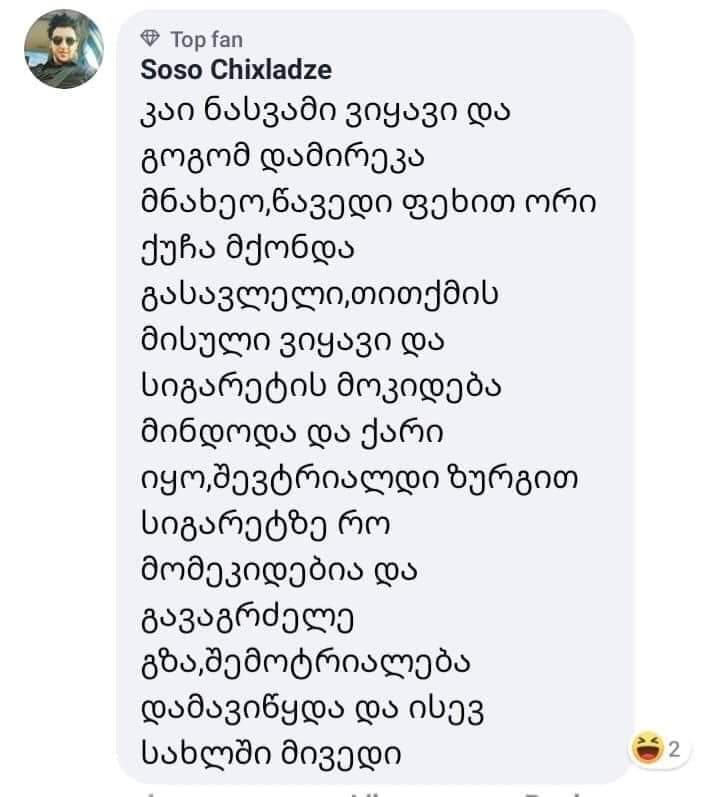 Top fan
Soso Chixladze
კაი ნასვამი ვიყავი და
გოგომ დამირეკა
მნახეო,წავედი ფეხით ორი
ქუჩა მქონდა
გასავლელი,თითქმის
მისული ვიყავი და
სიგარეტის მოკიდება
მინდოდა და ქარი
იყო,შევტრიალდი ზურგით
სიგარეტზე რო
მომეკიდებია და
გავაგრძელე
გზა,შემოტრიალება
დამავიწყდა და ისევ
სახლში მივედი
2